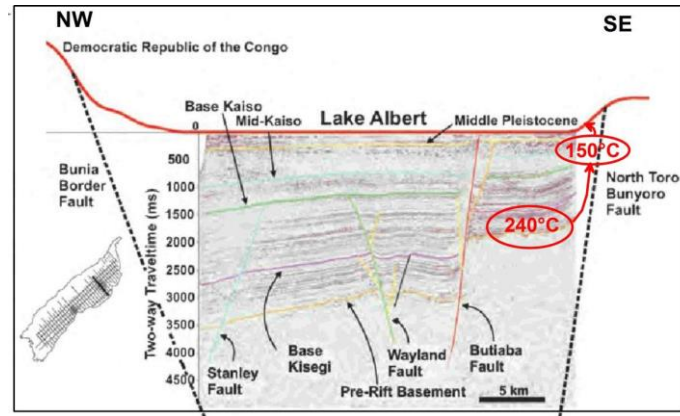 NW
SE
Democratic Republic of the Congo
Base Kaiso
Mid-Kaiso
Lake Albert
Middle Pleistocene
0
500
1000
1500
2000
2500
3000
3500
4000
4500
Two-way Traveltime (ms)
Bunia
Border
Fault
150°C
North Toro
Bunyoro
Fault
240°C
Stanley
Fault
Base
Kisegi
Pre-Rift Basement
Wayland
Fault
Butiaba
Fault
5 km